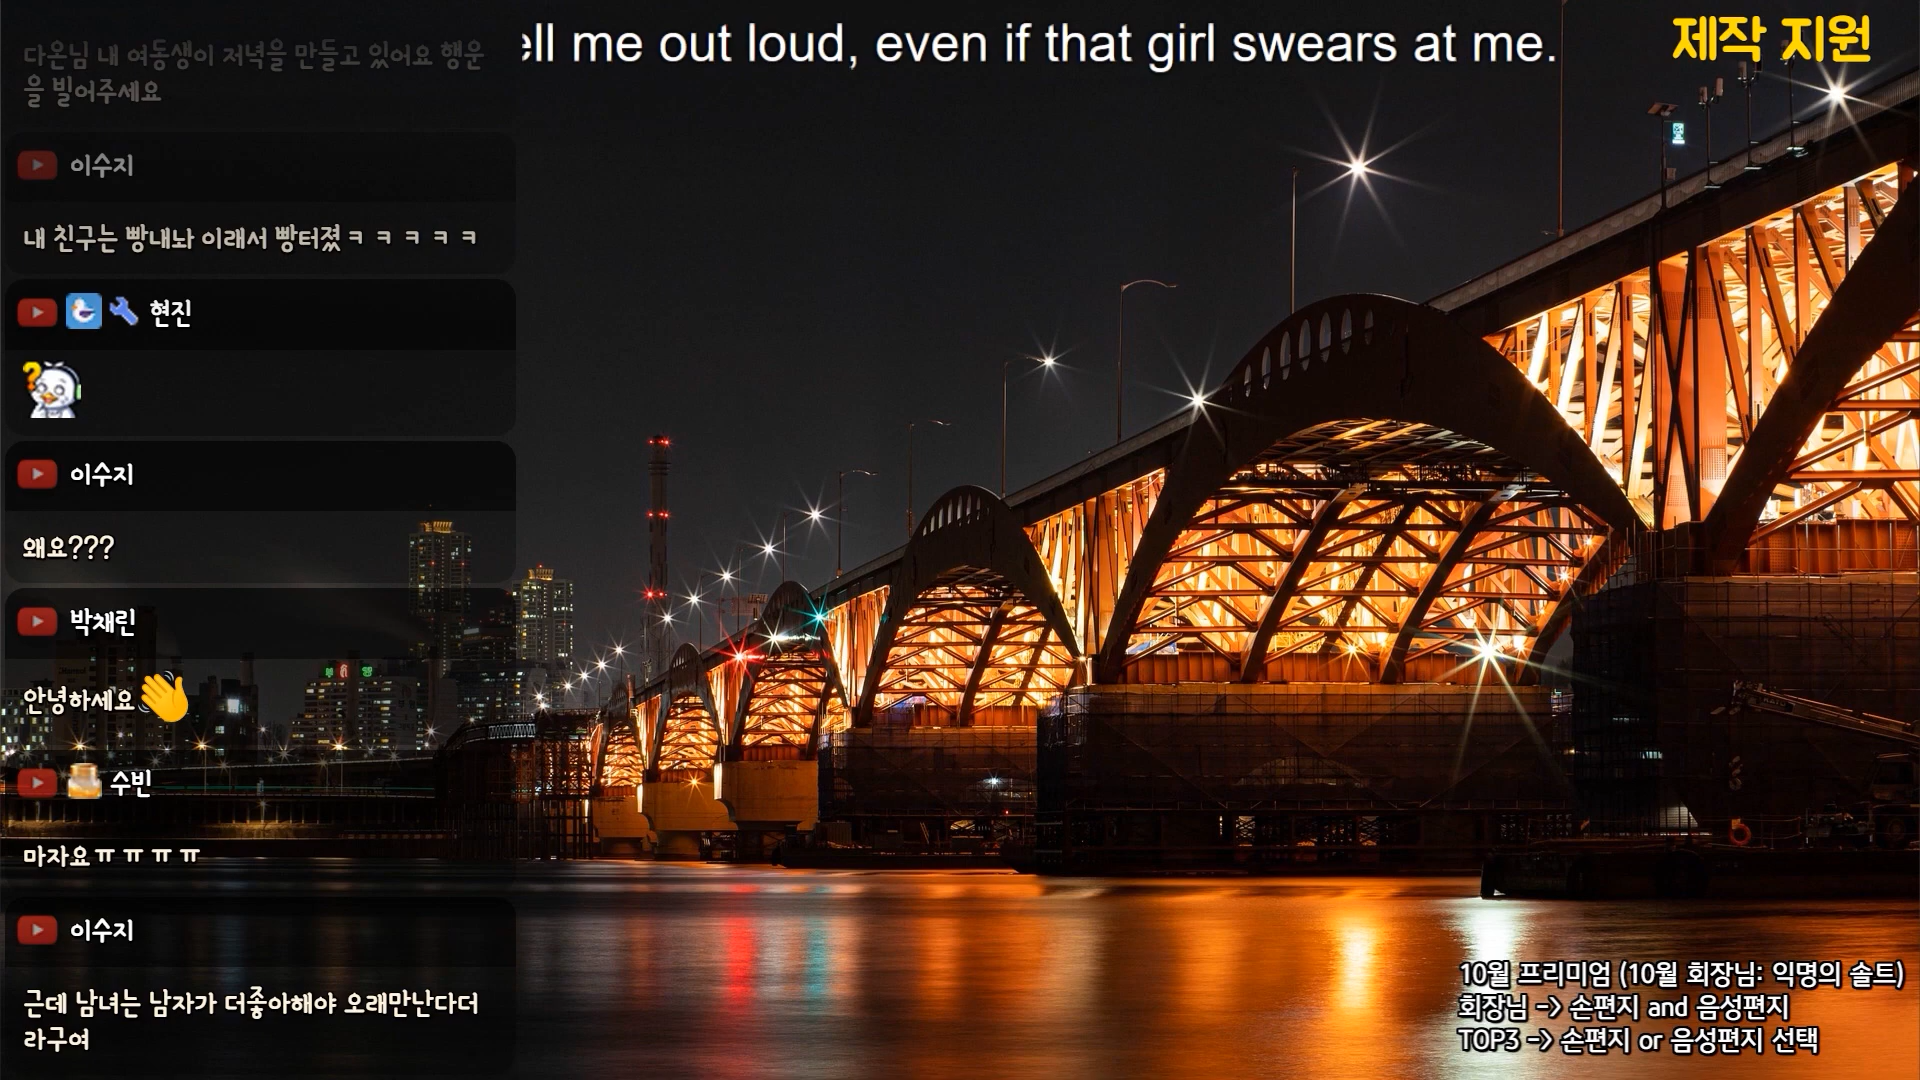 다온님 내 여동생이 저녁을 만들고 있어요 행운
을 빌어주세요
이수지
내 친구는 빵내놔 이래서 빵터졌ㅋㅋㅋㅋㅋ
현진
이수지
왜요???
박채린
안녕하세요👋
수빈
마자요ㅠㅠㅠㅠ
이수지
근데 남녀는 남자가 더좋아해야 오래만난다더
라구여
ell me out loud, even if that girl swears at me.
제작 지원
10월 프리미엄 (10월 회장님: 익명의 솔트)
회장님 -> 손편지 and 음성편지
TOP3 -> 손편지 or 음성편지 선택